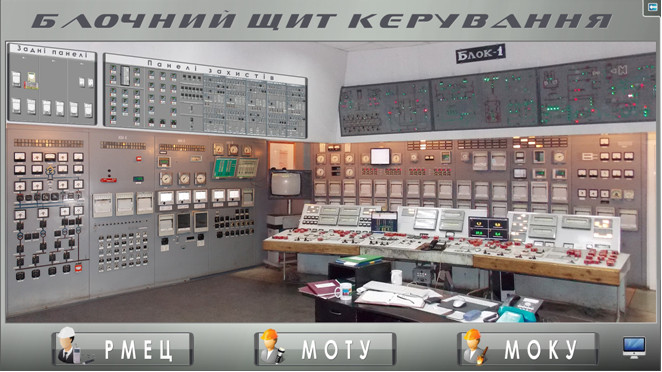 БЛОЧНИЙ ЩИТ КЕРУВАННЯ
Задні панелі
Панелі захистів
Блок-1
РМЕЦ
МОТУ
МОКУ